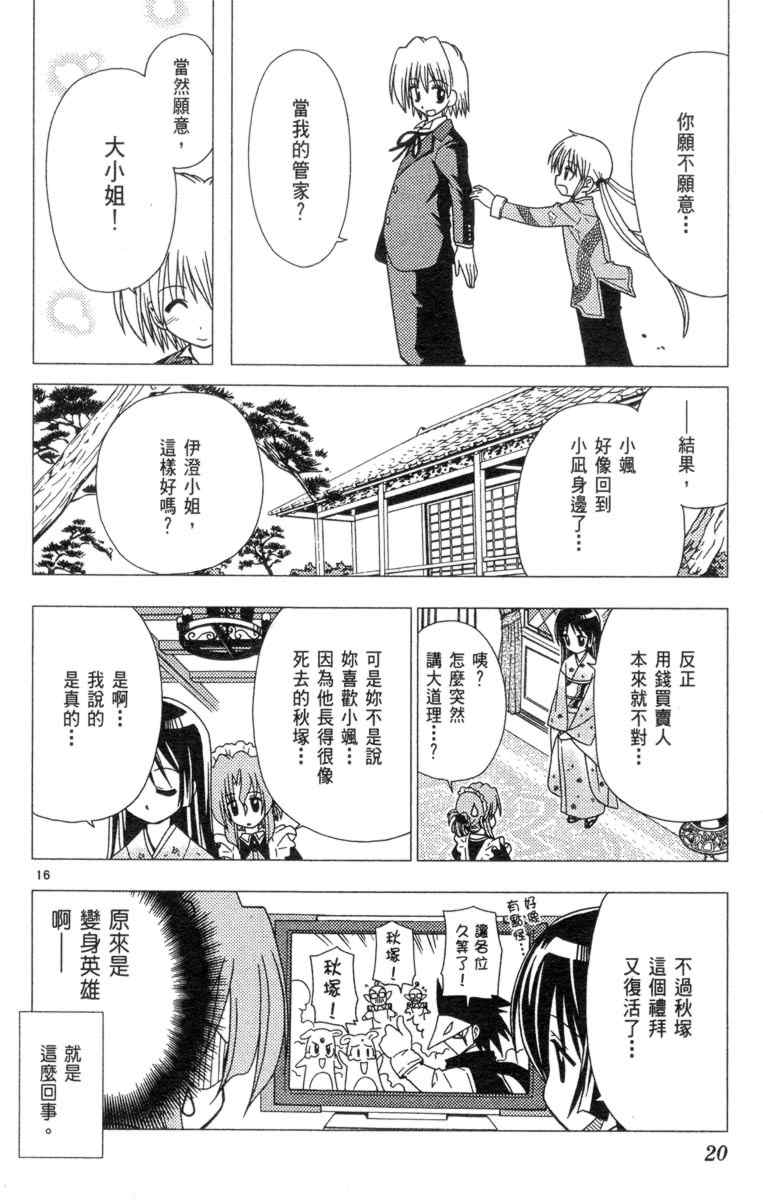 你願不願意…
當我的管家？
當然願意，
大小姐！
──結果，
小颯
好像回到
小凪身邊了…
伊澄小姐，
這樣好嗎？
反正
用錢買賣人
本來就不對…
咦？
怎麼突然
講大道理…？
可是妳不是說
妳喜歡小颯…
因為他長得很像
死去的秋塚…
是啊…
我說的
是真的…
16
不過秋塚
這個禮拜
又復活了…
好像
有點怪…
讓各位
久等了！
秋塚！
秋塚！
原來是
變身英雄
啊──
就是
這麼回事。
20